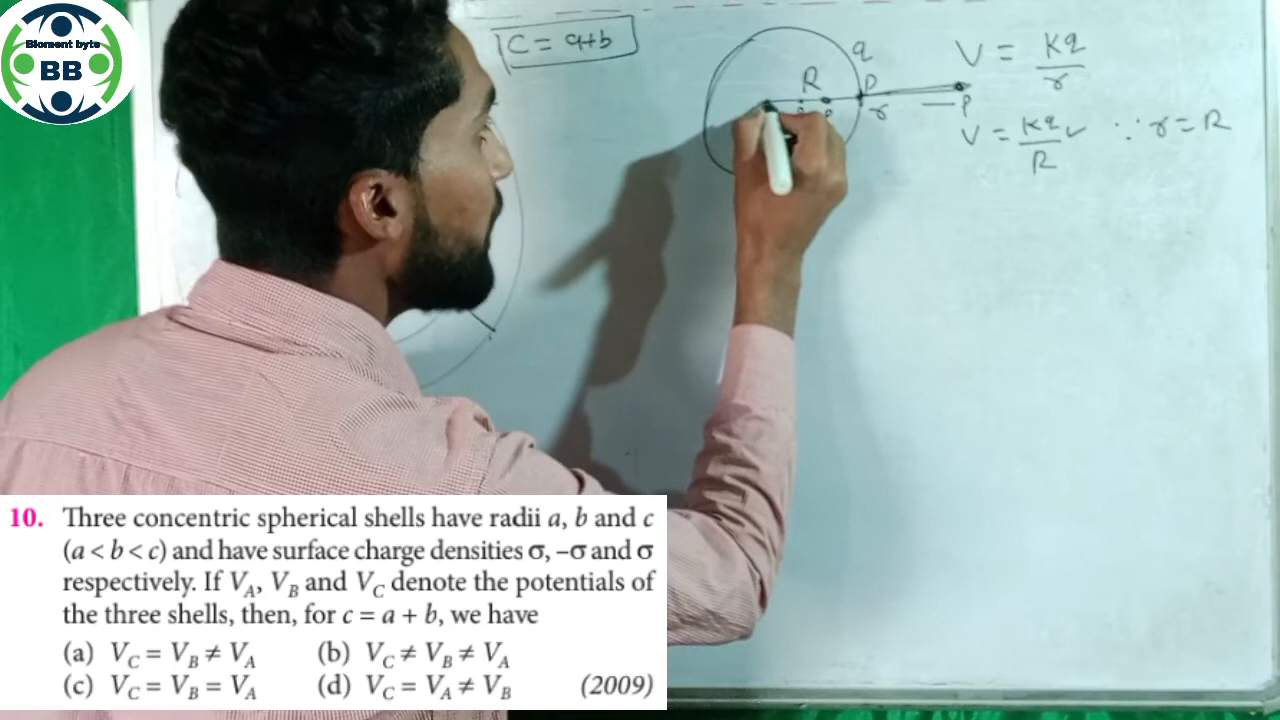 Bioment byte
BB
C = a+b
q
R
P
r
P
V = Kq/r
V = Kq/R ✓ ∵ r = R
10. Three concentric spherical shells have radii a, b and c
(a < b < c) and have surface charge densities σ, –σ and σ
respectively. If V_A, V_B and V_C denote the potentials of
the three shells, then, for c = a + b, we have
(a) V_C = V_B ≠ V_A (b) V_C ≠ V_B ≠ V_A
(c) V_C = V_B = V_A (d) V_C = V_A ≠ V_B (2009)